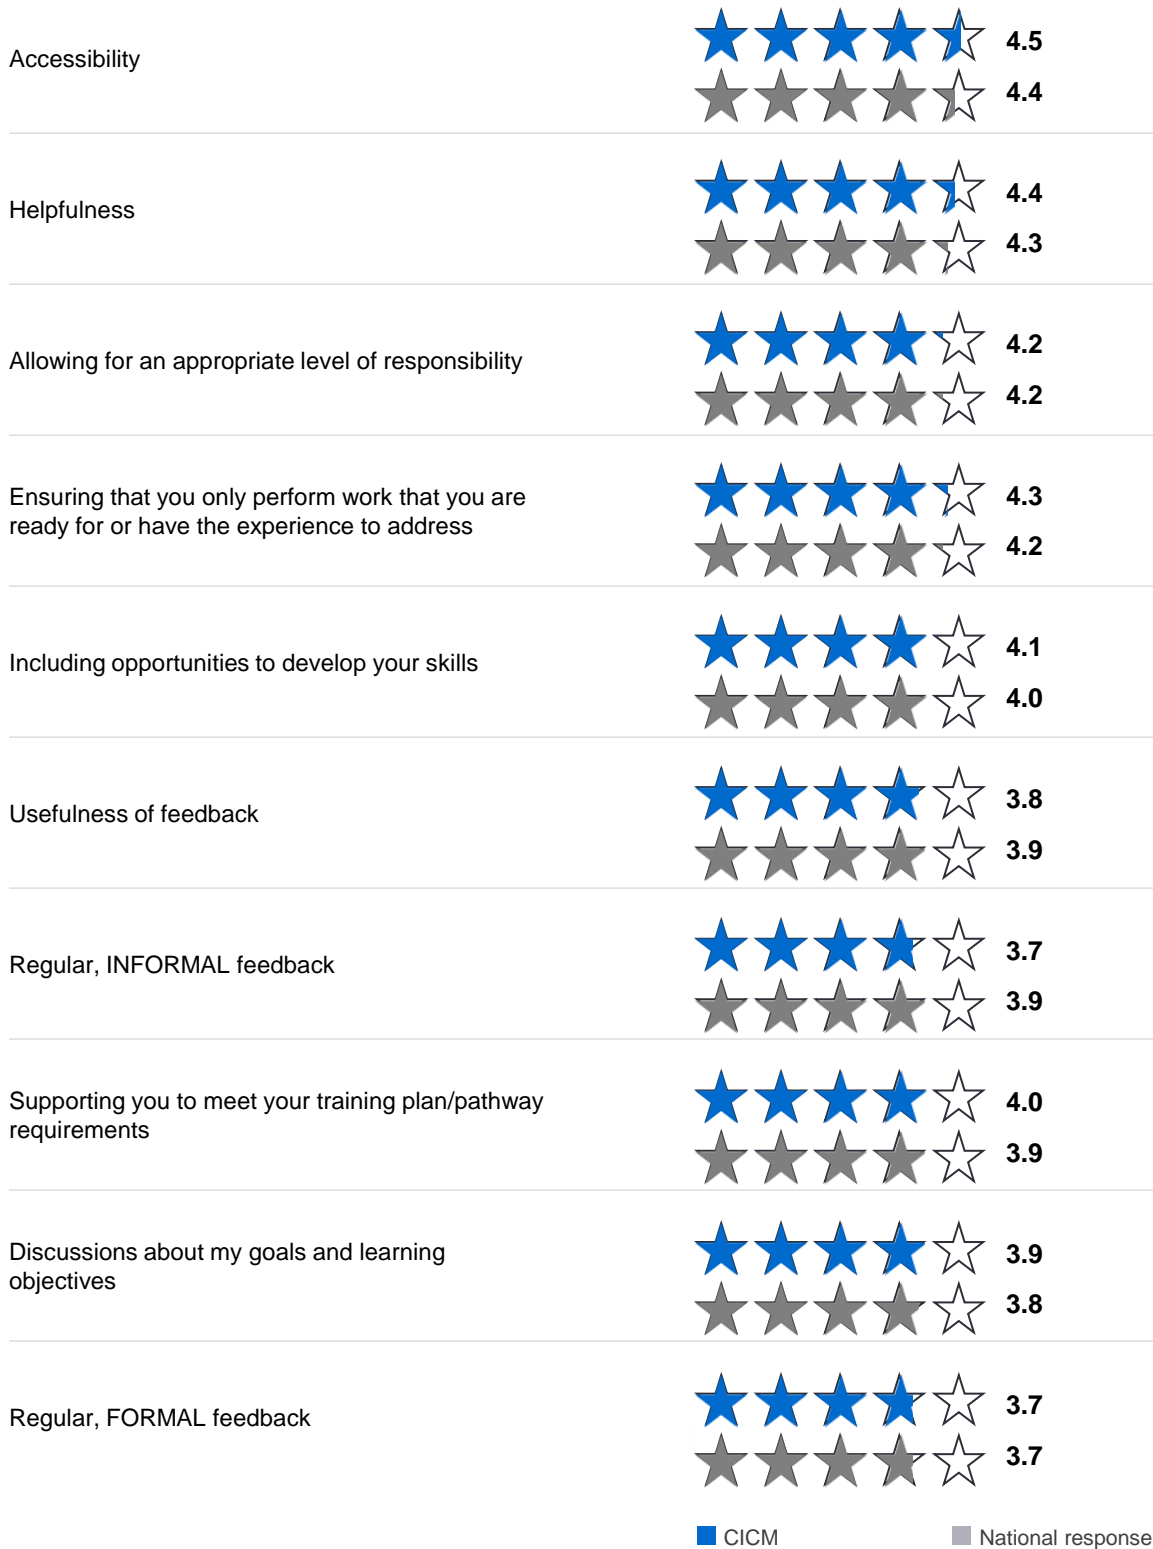 Accessibility
4.5
4.4
Helpfulness
4.4
4.3
Allowing for an appropriate level of responsibility
4.2
4.2
Ensuring that you only perform work that you are
ready for or have the experience to address
4.3
4.2
Including opportunities to develop your skills
4.1
4.0
Usefulness of feedback
3.8
3.9
Regular, INFORMAL feedback
3.7
3.9
Supporting you to meet your training plan/pathway
requirements
4.0
3.9
Discussions about my goals and learning
objectives
3.9
3.8
Regular, FORMAL feedback
3.7
3.7
CICM National response